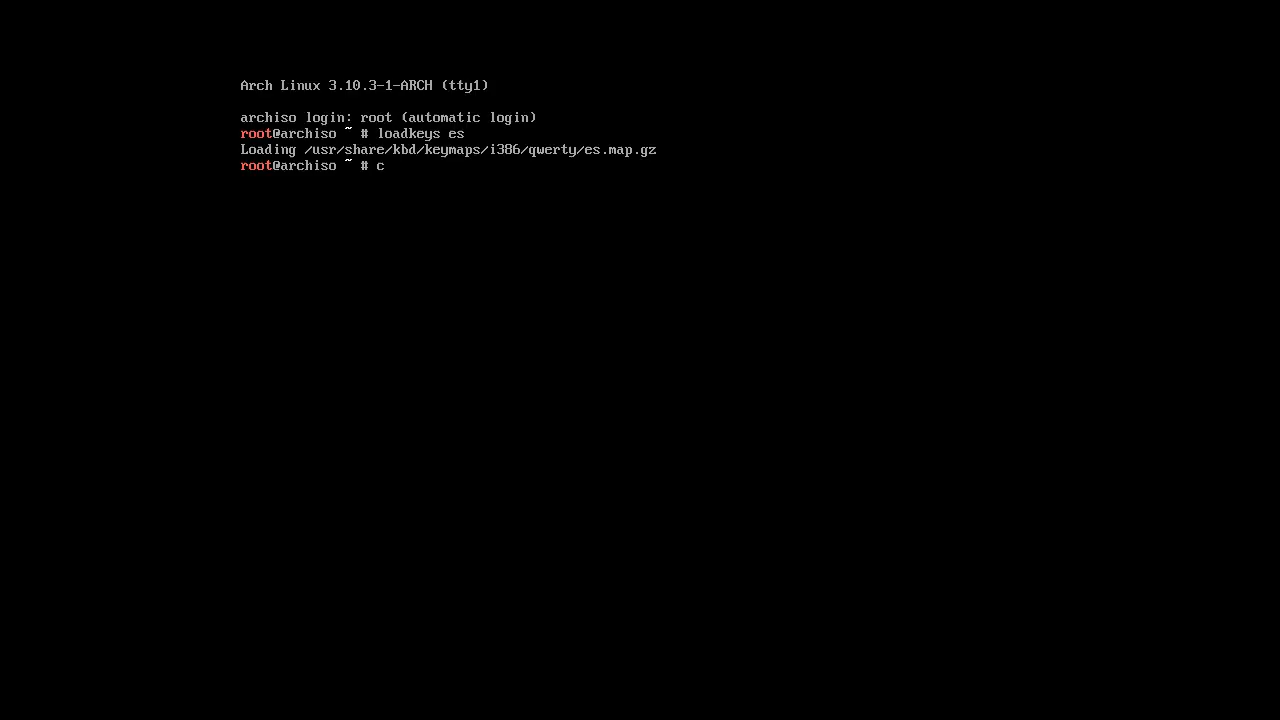 Arch Linux 3.10.3-1-ARCH (tty1)
archiso login: root (automatic login)
root@archiso ~ # loadkeys es
Loading /usr/share/kbd/keymaps/i386/qwerty/es.map.gz
root@archiso ~ # c